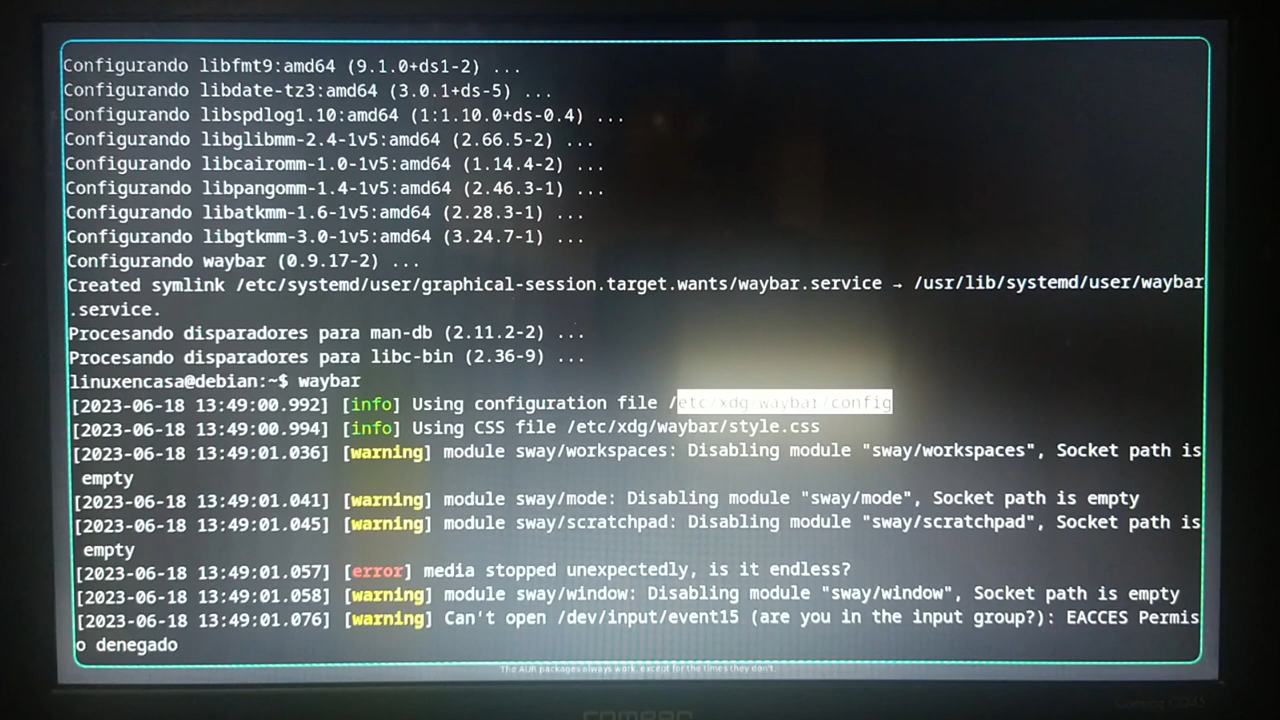 Configurando libfmt9:amd64 (9.1.0+ds1-2) ...
Configurando libdate-tz3:amd64 (3.0.1+ds-5) ...
Configurando libspdlog1.10:amd64 (1:1.10.0+ds-0.4) ...
Configurando libglibmm-2.4-1v5:amd64 (2.66.5-2) ...
Configurando libcairomm-1.0-1v5:amd64 (1.14.4-2) ...
Configurando libpangomm-1.4-1v5:amd64 (2.46.3-1) ...
Configurando libatkmm-1.6-1v5:amd64 (2.28.3-1) ...
Configurando libgtkmm-3.0-1v5:amd64 (3.24.7-1) ...
Configurando waybar (0.9.17-2) ...
Created symlink /etc/systemd/user/graphical-session.target.wants/waybar.service → /usr/lib/systemd/user/waybar
.service.
Procesando disparadores para man-db (2.11.2-2) ...
Procesando disparadores para libc-bin (2.36-9) ...
linuxencasa@debian:~$ waybar
[2023-06-18 13:49:00.992] [info] Using configuration file /etc/xdg/waybar/config
[2023-06-18 13:49:00.994] [info] Using CSS file /etc/xdg/waybar/style.css
[2023-06-18 13:49:01.036] [warning] module sway/workspaces: Disabling module "sway/workspaces", Socket path is
empty
[2023-06-18 13:49:01.041] [warning] module sway/mode: Disabling module "sway/mode", Socket path is empty
[2023-06-18 13:49:01.045] [warning] module sway/scratchpad: Disabling module "sway/scratchpad", Socket path is
empty
[2023-06-18 13:49:01.057] [error] media stopped unexpectedly, is it endless?
[2023-06-18 13:49:01.058] [warning] module sway/window: Disabling module "sway/window", Socket path is empty
[2023-06-18 13:49:01.076] [warning] Can't open /dev/input/event15 (are you in the input group?): EACCES Permis
o denegado
The AUR packages always work, except for the times they don't.
COMPAQ